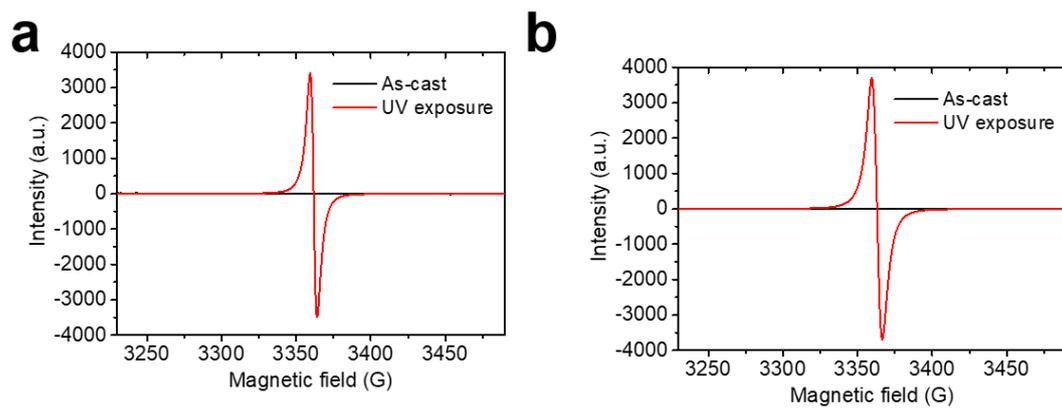 a
4000
3000
2000
1000
0
-1000
-2000
-3000
-4000
Intensity (a.u.)
As-cast
UV exposure
3250 3300 3350 3400 3450
Magnetic field (G)
b
4000
3000
2000
1000
0
-1000
-2000
-3000
-4000
Intensity (a.u.)
As-cast
UV exposure
3250 3300 3350 3400 3450
Magnetic field (G)